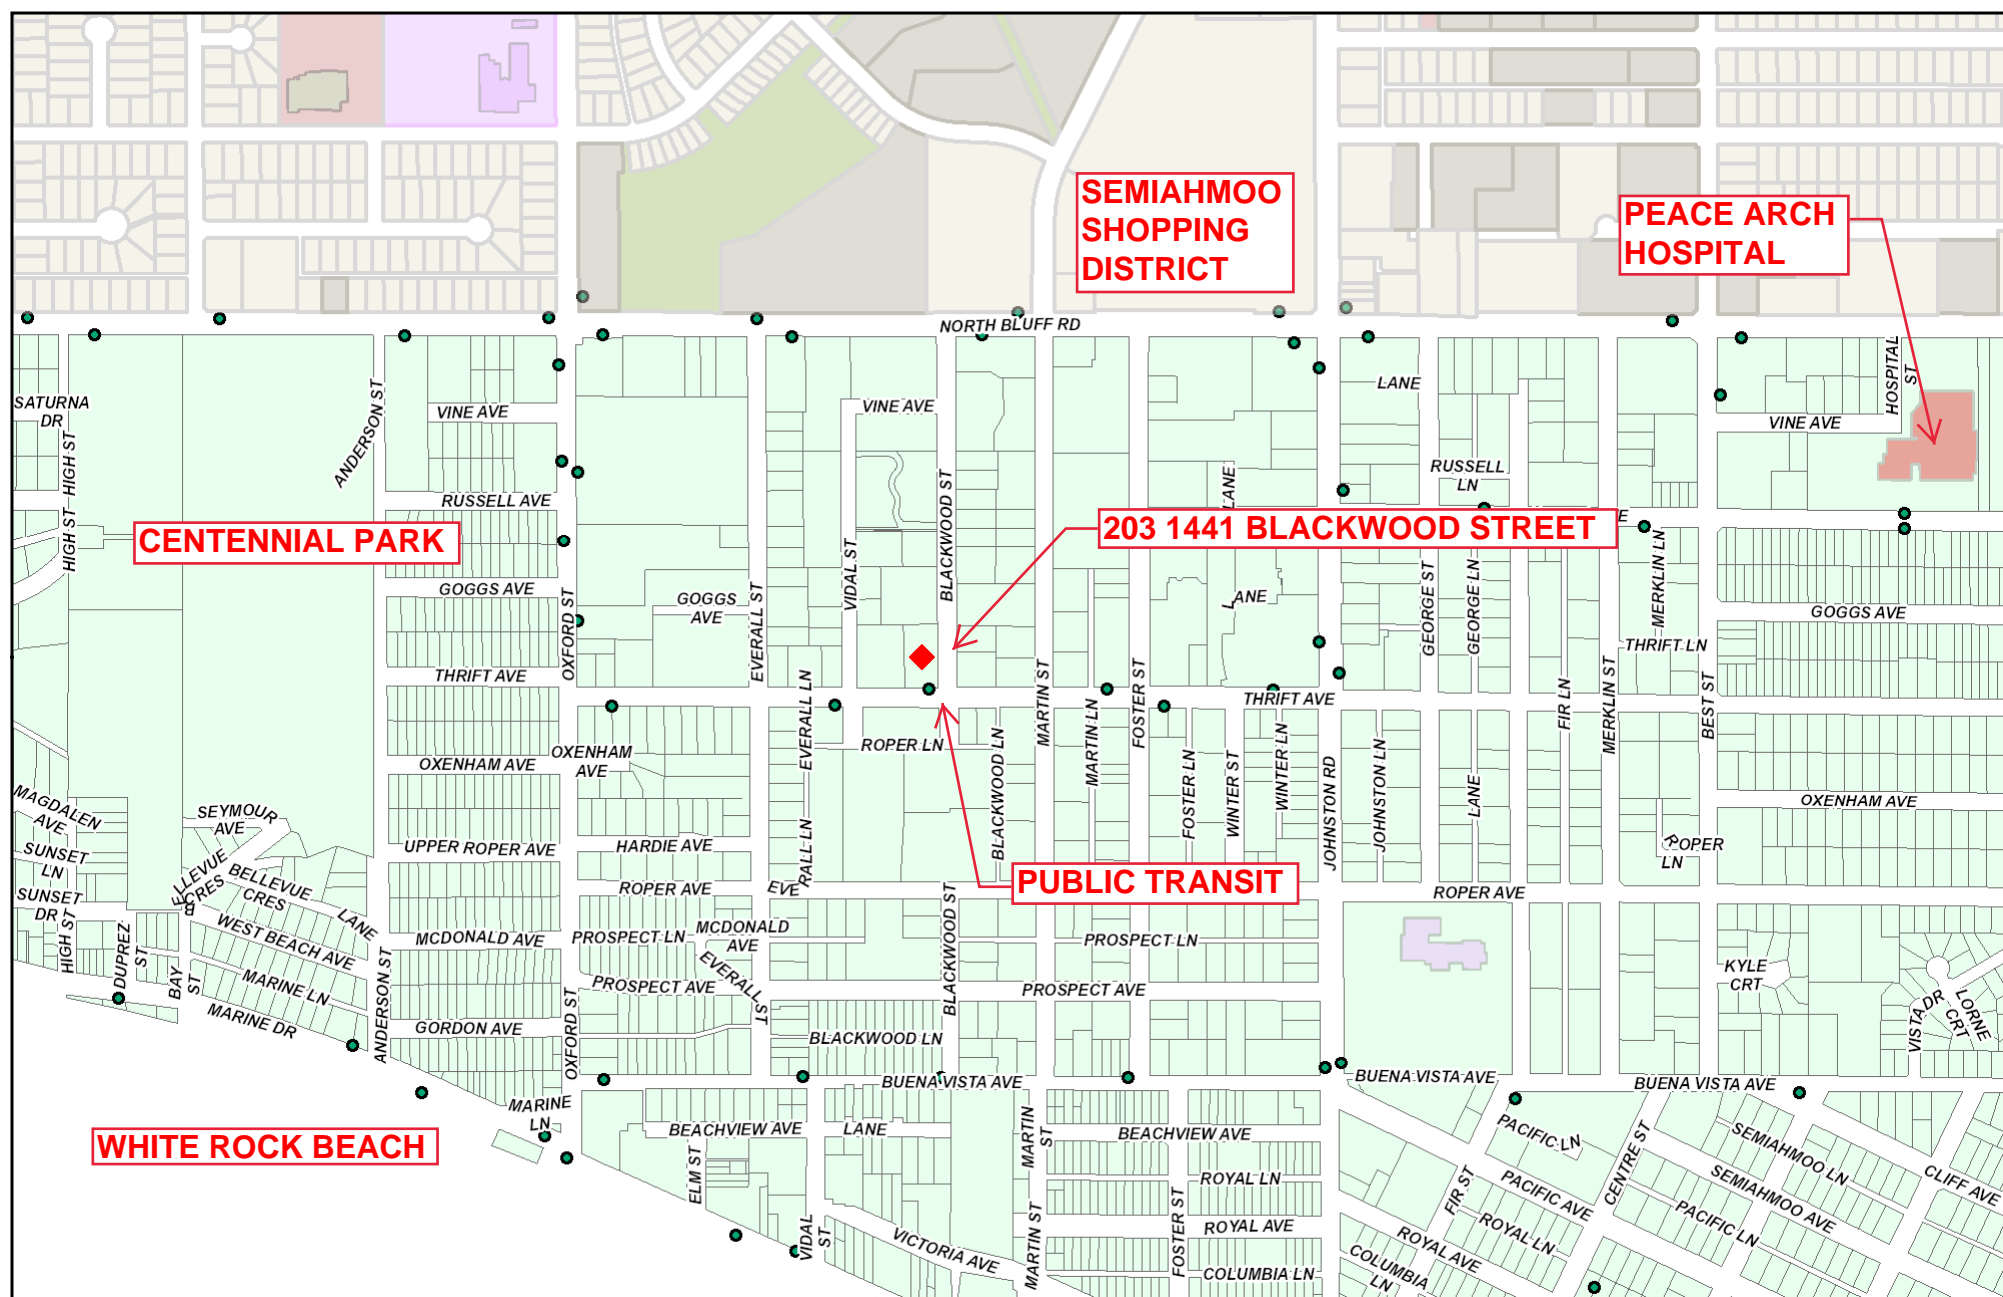 SEMIAHMOO
SHOPPING
DISTRICT
PEACE ARCH
HOSPITAL
NORTH BLUFF RD
HOSPITAL
ST
SATURNA
DR
HIGH ST
HIGH ST
ANDERSON ST
VINE AVE
VINE AVE
LANE
VINE AVE
RUSSELL AVE
BLACKWOOD ST
LANE
RUSSELL
LN
CENTENNIAL PARK
203 1441 BLACKWOOD STREET
E
HIGH ST
GOGGS AVE
OXFORD ST
GOGGS
AVE
EVERALL ST
VIDAL ST
LANE
GEORGE ST
GEORGE LN
MERKLIN LN
GOGGS AVE
THRIFT AVE
THRIFT LN
THRIFT AVE
EVERALL LN
MARTIN ST
MARTIN LN
FOSTER ST
FIR LN
MERKLIN ST
BEST ST
OXENHAM AVE
OXENHAM
AVE
ROPER LN
BLACKWOOD LN
FOSTER LN
WINTER ST
WINTER LN
JOHNSTON RD
JOHNSTON LN
LANE
OXENHAM AVE
MAGDALEN
AVE
SEYMOUR
AVE
SUNSET
LN
UPPER ROPER AVE
HARDIE AVE
RALL LN
EVE
ROPER
LN
SUNSET
DR
LLEVUE
CRES
BE
BELLEVUE
CRES
LANE
ROPER AVE
PUBLIC TRANSIT
ROPER AVE
HIGH ST
DUPREZ
ST
BAY
ST
WEST BEACH AVE
MCDONALD AVE
PROSPECT LN
MCDONALD
AVE
BLACKWOOD ST
PROSPECT LN
MARINE LN
MARINE DR
ANDERSON ST
PROSPECT AVE
EVERALL
ST
PROSPECT AVE
KYLE
CRT
VISTA DR
LORNE
CRT
GORDON AVE
OXFORD ST
BLACKWOOD LN
BUENA VISTA AVE
BUENA VISTA AVE
BUENA VISTA AVE
WHITE ROCK BEACH
MARINE
LN
BEACHVIEW AVE
LANE
MARTIN
ST
BEACHVIEW AVE
PACIFIC LN
CENTRE ST
SEMIAHMOO LN
CLIFF AVE
ELM ST
ROYAL LN
FIR ST
PACIFIC AVE
SEMIAHMOO AVE
VIDAL
ST
VICTORIA AVE
MARTIN ST
FOSTER ST
ROYAL AVE
ROYAL AVE
ROYAL LN
PACIFIC LN
COLUMBIA LN
COLUMBIA
LN